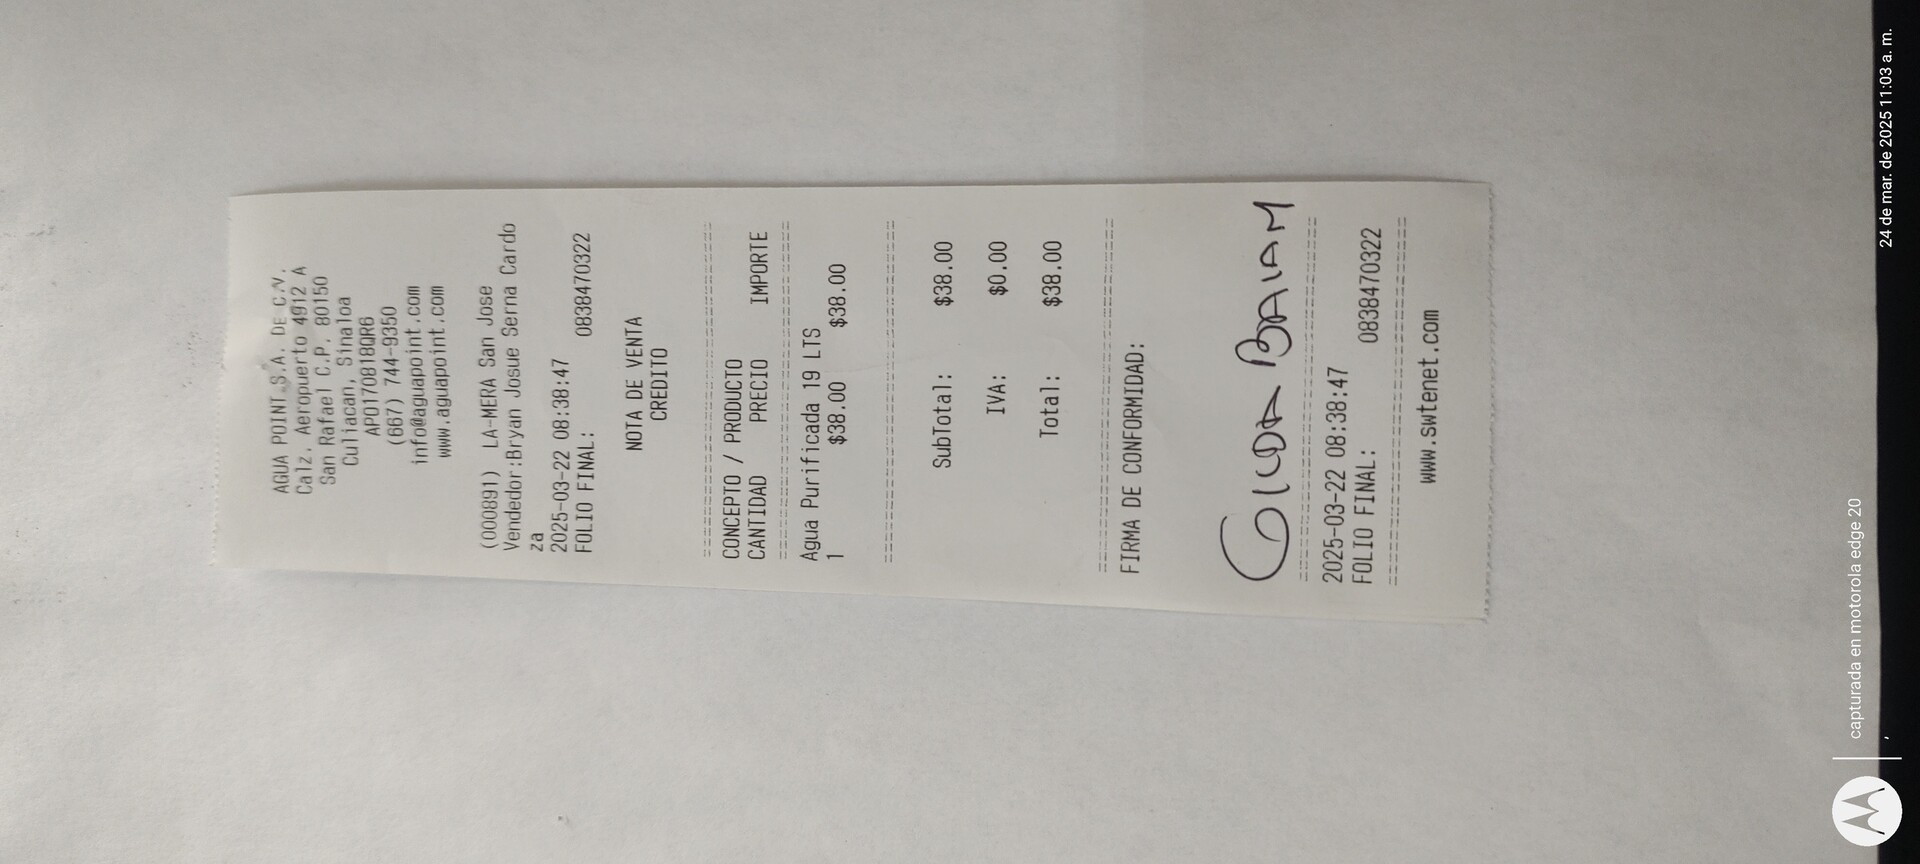 AGUA POINT S.A. DE C.V.
Calz. Aeropuerto 4912 A
San Rafael C.P. 80150
Culiacan, Sinaloa
APO170818QR6
(667) 744-9350
info@aguapoint.com
www.aguapoint.com
(000891) LA-MERA San Jose
Vendedor:Bryan Josue Serna Cardo
za
2025-03-22 08:38:47
FOLIO FINAL: 0838470322
NOTA DE VENTA
CREDITO
CONCEPTO / PRODUCTO
CANTIDAD PRECIO IMPORTE
Agua Purificada 19 LTS
1 $38.00 $38.00
SubTotal: $38.00
IVA: $0.00
Total: $38.00
FIRMA DE CONFORMIDAD:
GILDA BALAM
2025-03-22 08:38:47
FOLIO FINAL: 0838470322
www.swtenet.com
capturada en motorola edge 20
24 de mar. de 2025 11:03 a. m.